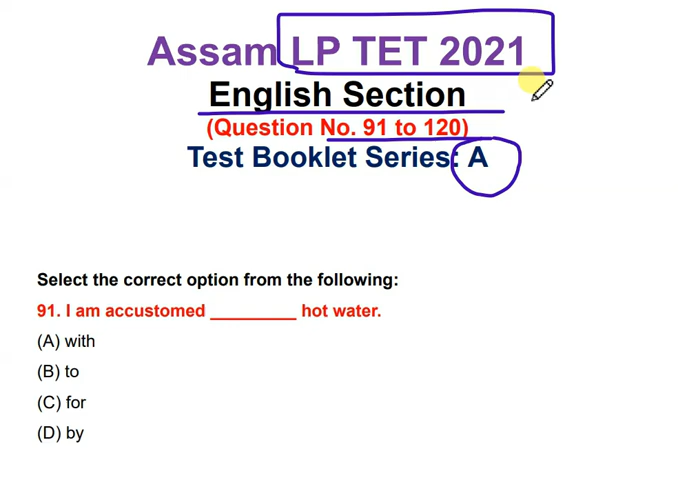 Assam LP TET 2021
English Section
(Question No. 91 to 120)
Test Booklet Series: A
Select the correct option from the following:
91. I am accustomed _________ hot water.
(A) with
(B) to
(C) for
(D) by